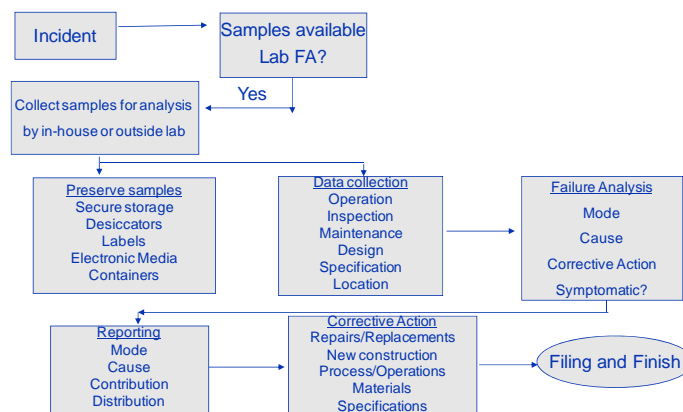 Incident
Samples available
Lab FA?
Yes
Collect samples for analysis
by in-house or outside lab
Preserve samples
Secure storage
Desiccators
Labels
Electronic Media
Containers
Data collection
Operation
Inspection
Maintenance
Design
Specification
Location
Failure Analysis
Mode
Cause
Corrective Action
Symptomatic?
Reporting
Mode
Cause
Contribution
Distribution
Corrective Action
Repairs/Replacements
New construction
Process/Operations
Materials
Specifications
Filing and Finish